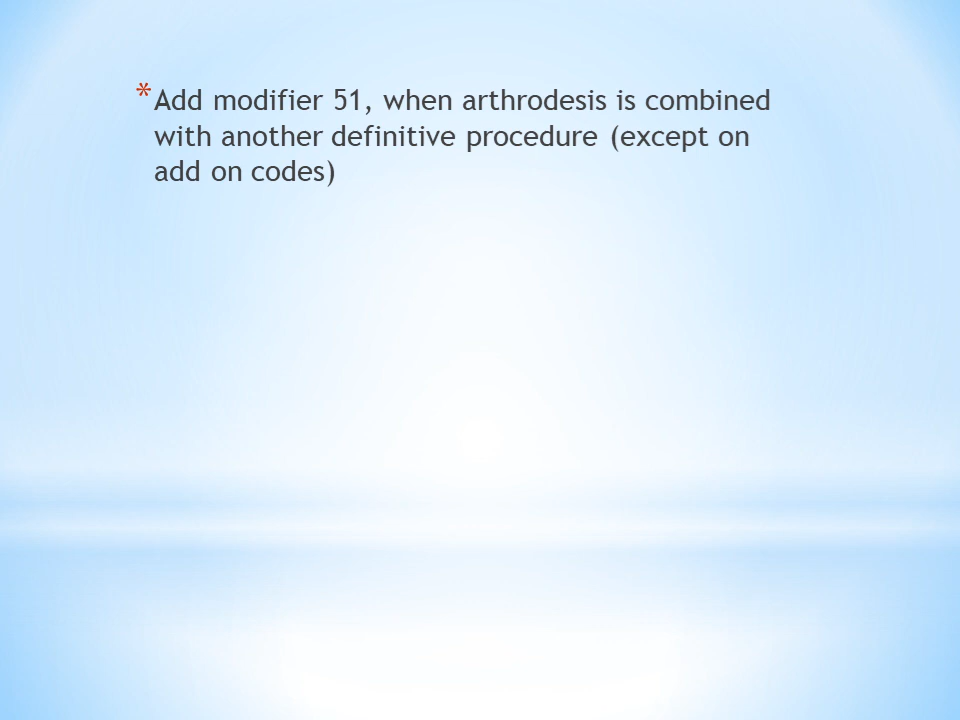 * Add modifier 51, when arthrodesis is combined
with another definitive procedure (except on
add on codes)